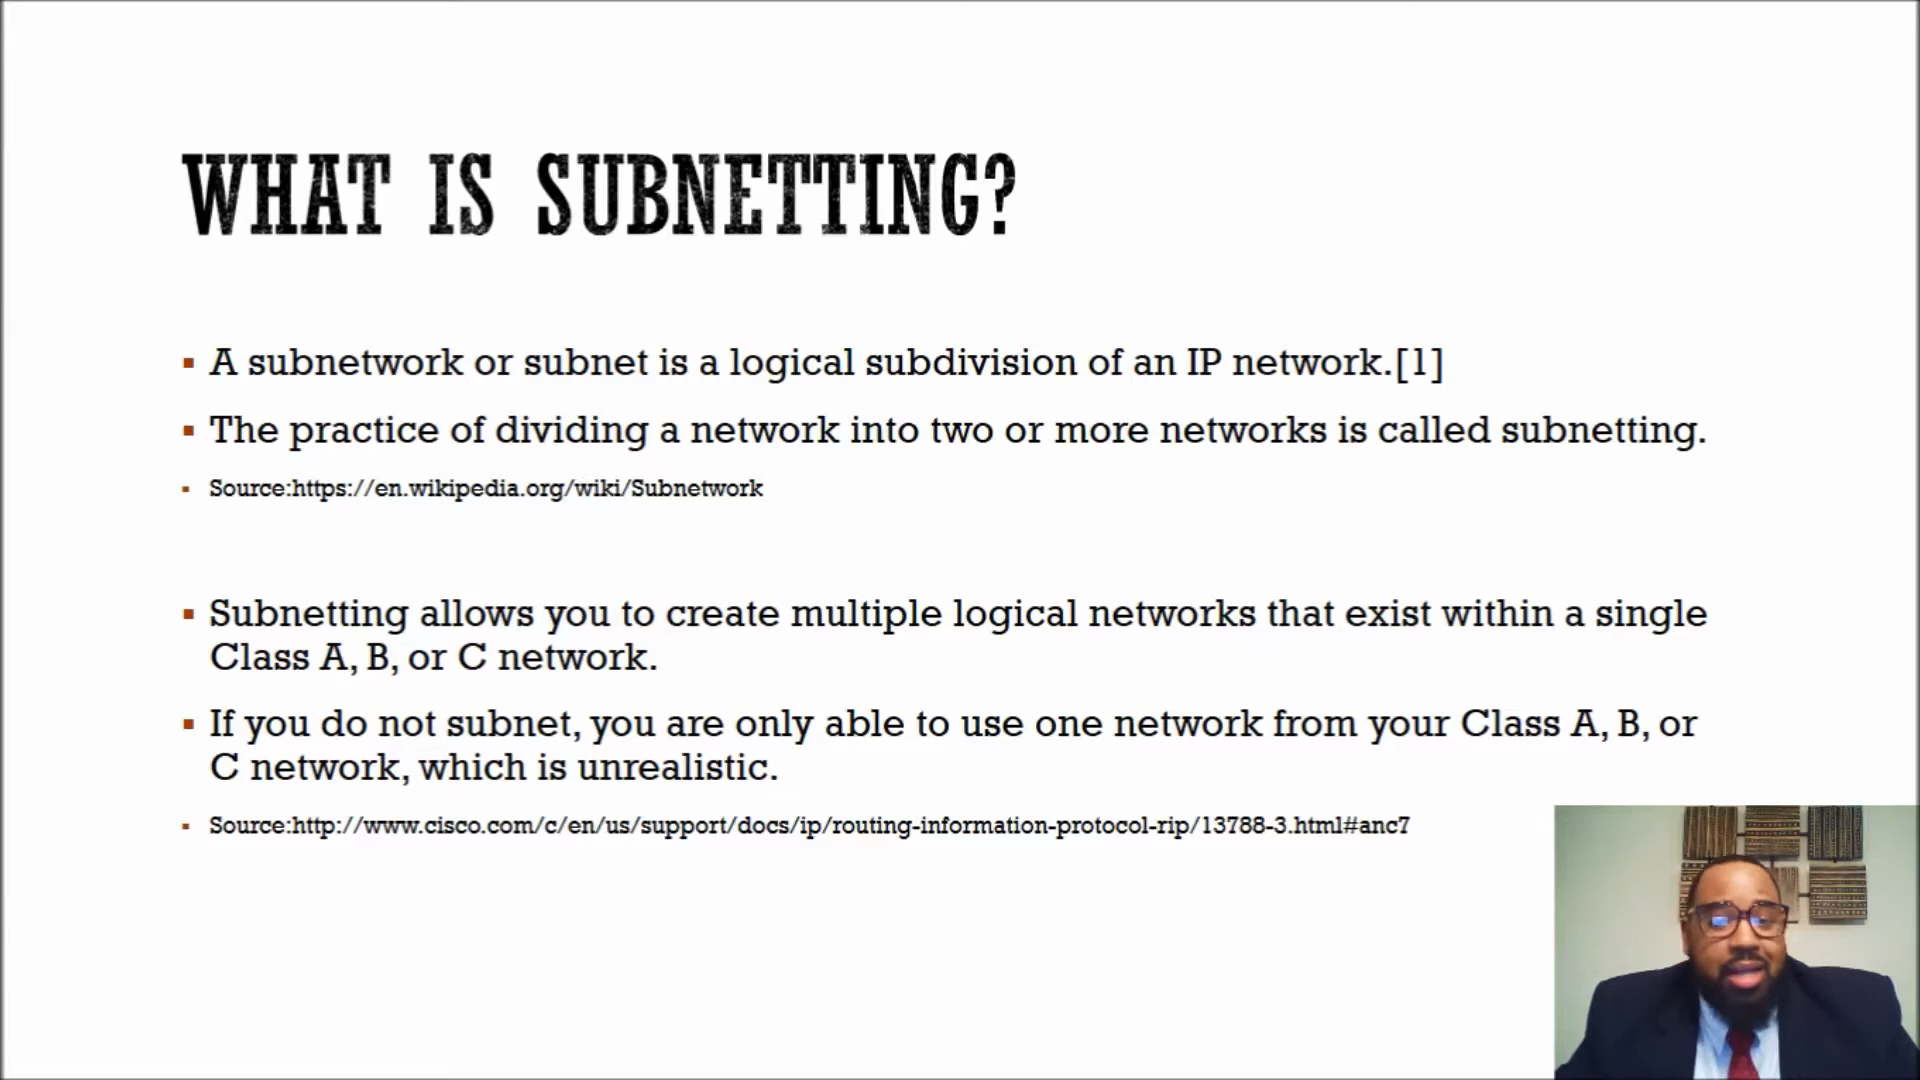 WHAT IS SUBNETTING?
▪ A subnetwork or subnet is a logical subdivision of an IP network.[1]
▪ The practice of dividing a network into two or more networks is called subnetting.
▪ Source:https://en.wikipedia.org/wiki/Subnetwork
▪ Subnetting allows you to create multiple logical networks that exist within a single
Class A, B, or C network.
▪ If you do not subnet, you are only able to use one network from your Class A, B, or
C network, which is unrealistic.
▪ Source:http://www.cisco.com/c/en/us/support/docs/ip/routing-information-protocol-rip/13788-3.html#anc7